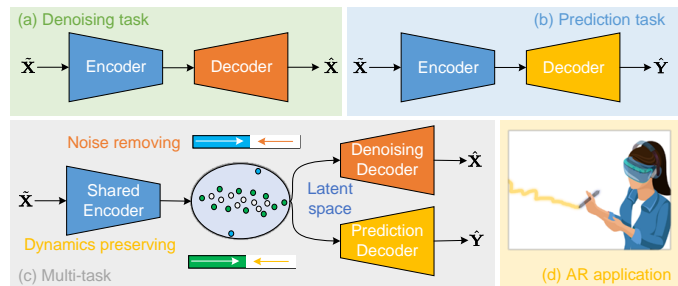 (a) Denoising task
X̃ Encoder Decoder X̂
(b) Prediction task
X̃ Encoder Decoder Ŷ
Noise removing
X̃ Shared
Encoder
Dynamics preserving
Latent
space
Denoising
Decoder
X̂
Prediction
Decoder
Ŷ
(c) Multi-task
(d) AR application